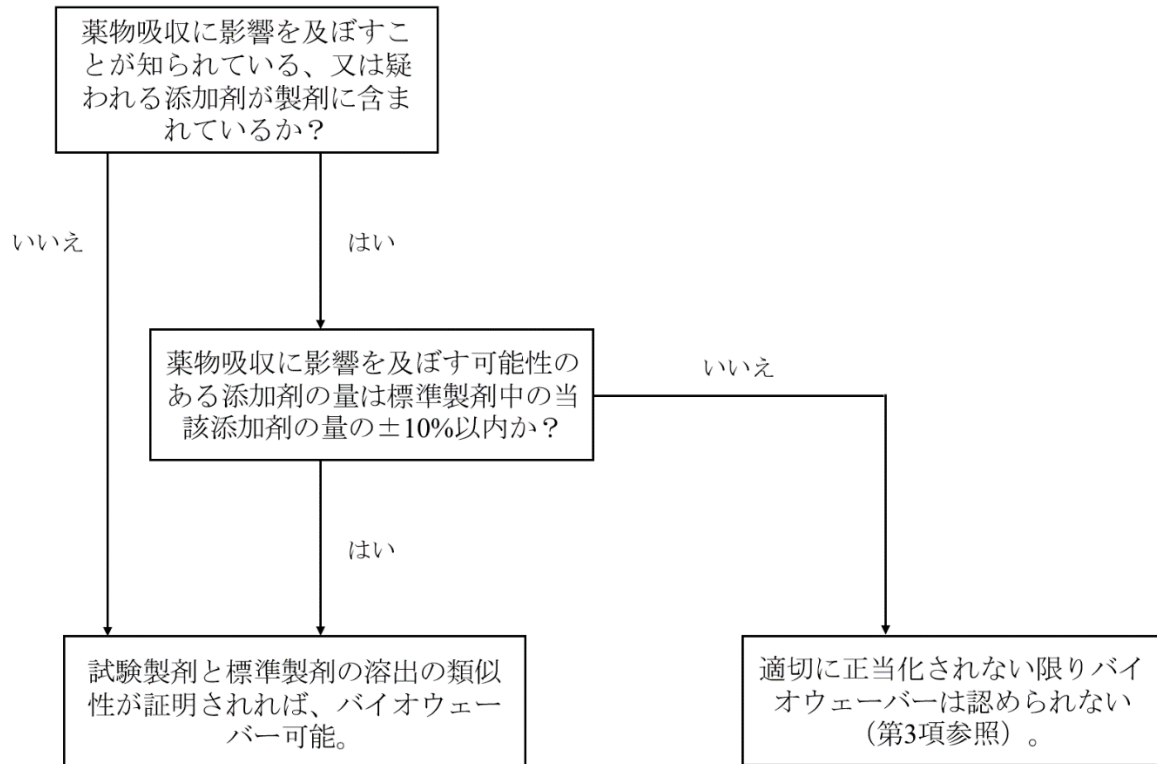 薬物吸収に影響を及ぼすこ
とが知られている、又は疑
われる添加剤が製剤に含ま
れているか？
いいえ
はい
薬物吸収に影響を及ぼす可能性の
ある添加剤の量は標準製剤中の当
該添加剤の量の±10%以内か？
いいえ
はい
試験製剤と標準製剤の溶出の類似
性が証明されれば、バイオウェー
バー可能。
適切に正当化されない限りバイ
オウェーバーは認められない
（第3項参照）。